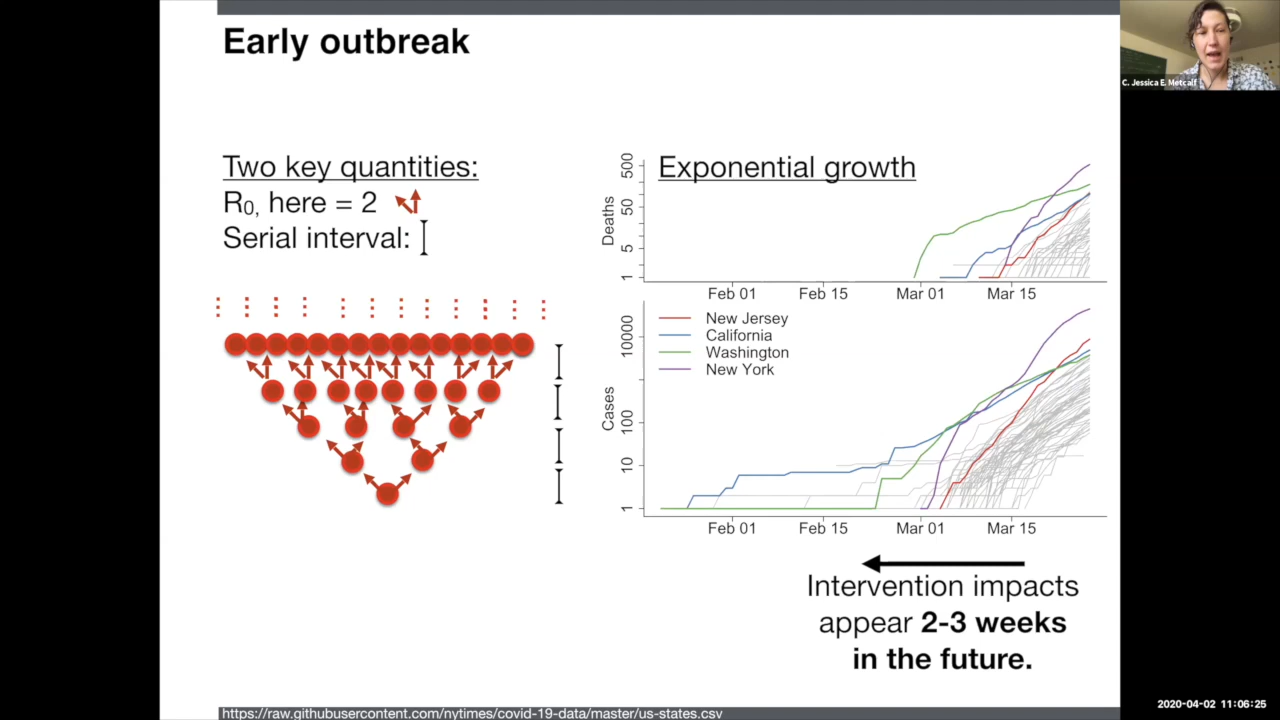 Early outbreak
C. Jessica E. Metcalf
Two key quantities:
R0, here = 2
Serial interval:
Exponential growth
Deaths
500
50
5
1
Feb 01
Feb 15
Mar 01
Mar 15
New Jersey
California
Washington
New York
Cases
10000
100
10
1
Feb 01
Feb 15
Mar 01
Mar 15
Intervention impacts
appear 2-3 weeks
in the future.
https://raw.githubusercontent.com/nytimes/covid-19-data/master/us-states.csv
2020-04-02 11:06:25